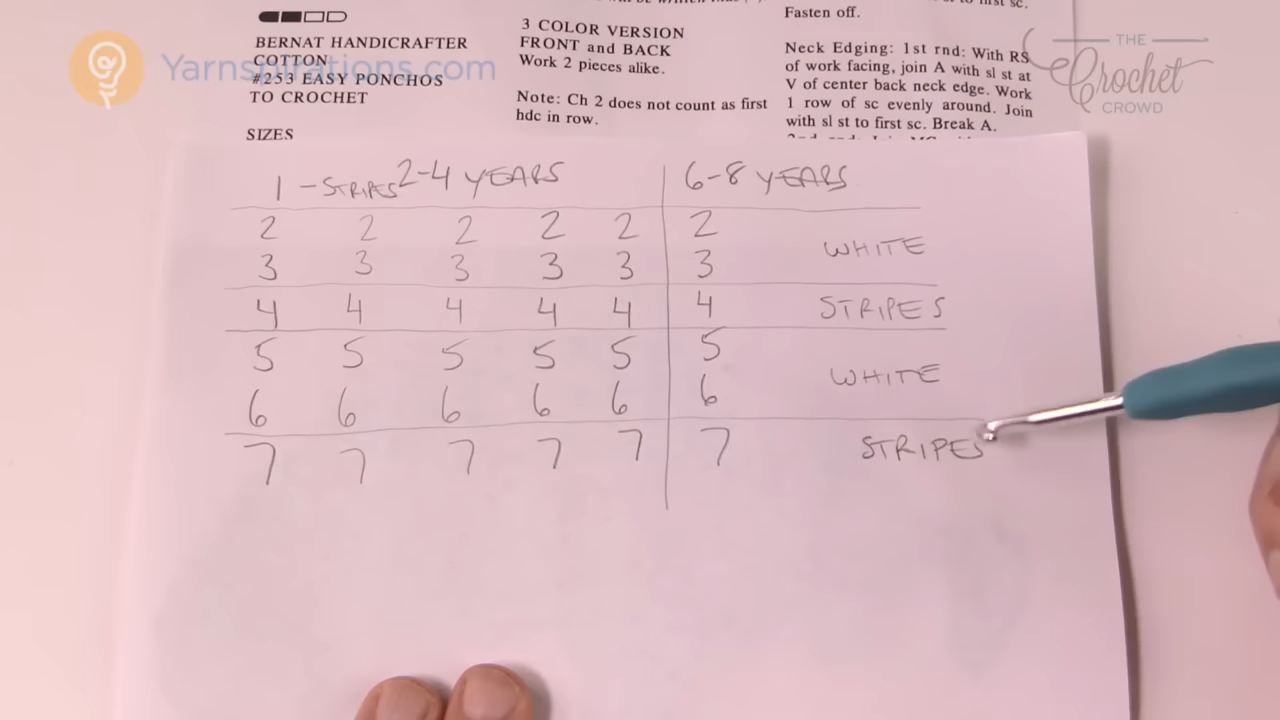 Yarnspirations.com
THE
Crochet
CROWD
BERNAT HANDICRAFTER
COTTON
#253 EASY PONCHOS
TO CROCHET
SIZES
3 COLOR VERSION
FRONT and BACK
Work 2 pieces alike.
Note: Ch 2 does not count as first
hdc in row.
Fasten off.
Neck Edging: 1st rnd: With RS
of work facing, join A with sl st at
V of center back neck edge. Work
1 row of sc evenly around. Join
with sl st to first sc. Break A.
1 - STRIPES 2-4 YEARS 6-8 YEARS
2 2 2 2 2 2
WHITE
3 3 3 3 3 3
4 4 4 4 4 4 STRIPES
5 5 5 5 5 5
WHITE
6 6 6 6 6 6
7 7 7 7 7 7 STRIPES